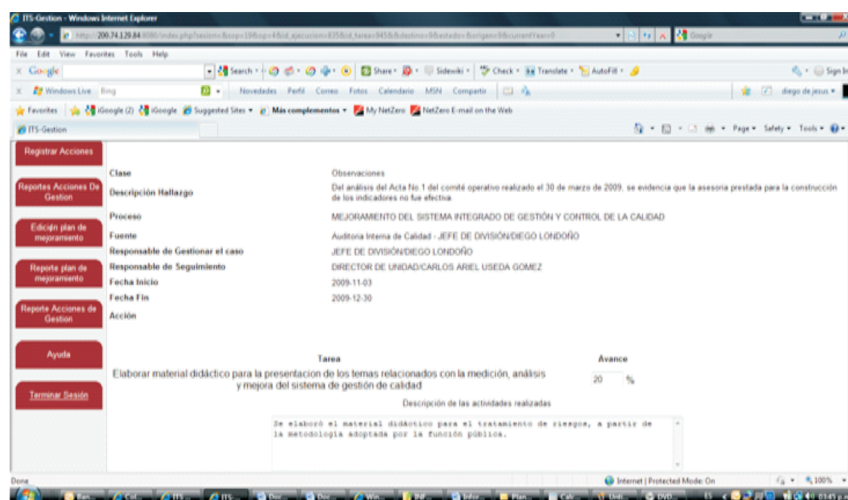 ITS-Gestion - Windows Internet Explorer
Google
File Edit View Favorites Tools Help
Google Search Share Sidewiki Check Translate AutoFill Sign In
Windows Live Bing Novedades Perfil Correo Fotos Calendario MSN Compartir diego de jesus
Favorites iGoogle (2) iGoogle Suggested Sites Más complementos My NetZero NetZero E-mail on the Web
ITS-Gestion Page Safety Tools
Registrar Acciones
Reportes Acciones De
Gestion
Edición plan de
mejoramiento
Reporte plan de
mejoramiento
Reporte Acciones de
Gestion
Ayuda
Terminar Sesión
Clase Observaciones
Descripción Hallazgo Del análisis del Acta No.1 del comité operativo realizado el 30 de marzo de 2009, se evidencia que la asesoria prestada para la construcción
de los indicadores no fue efectiva
Proceso MEJORAMIENTO DEL SISTEMA INTEGRADO DE GESTIÓN Y CONTROL DE LA CALIDAD
Fuente Auditoria Interna de Calidad - JEFE DE DIVISIÓN/DIEGO LONDOÑO
Responsable de Gestionar el caso JEFE DE DIVISIÓN/DIEGO LONDOÑO
Responsable de Seguimiento DIRECTOR DE UNIDAD/CARLOS ARIEL USEDA GOMEZ
Fecha Inicio 2009-11-03
Fecha Fin 2009-12-30
Acción
Tarea Avance
Elaborar material didáctico para la presentacion de los temas relacionados con la medición, análisis
y mejora del sistema de gestión de calidad
20 %
Descripción de las actividades realizadas
Se elaboró el material didáctico para el tratamiento de riesgos, a partir de
la metodología adoptada por la función pública.
Done Internet | Protected Mode: On 100%
ES 03:45 p.m.